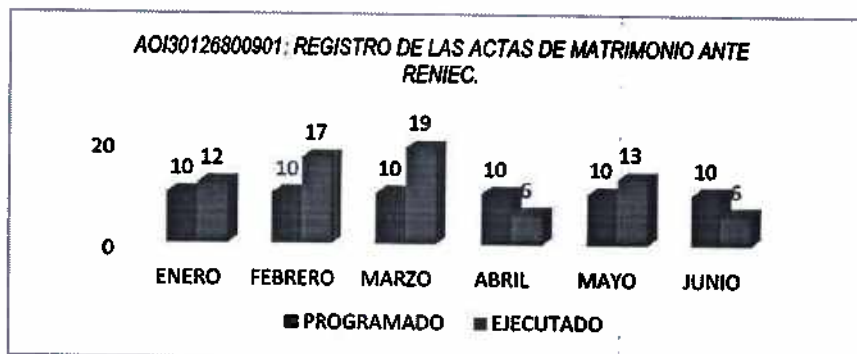 AOI30126800901: REGISTRO DE LAS ACTAS DE MATRIMONIO ANTE
RENIEC.
20
0
10 12
10 17
10 19
10 6
10 13
10 6
ENERO FEBRERO MARZO ABRIL MAYO JUNIO
PROGRAMADO EJECUTADO